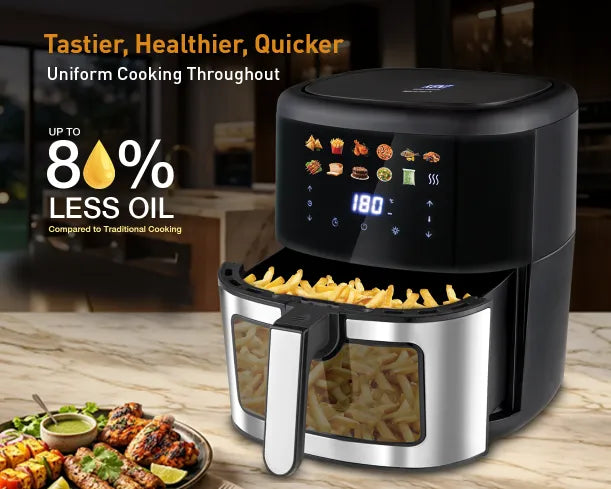 Tastier, Healthier, Quicker
Uniform Cooking Throughout
UP TO
80%
LESS OIL
Compared to Traditional Cooking
180